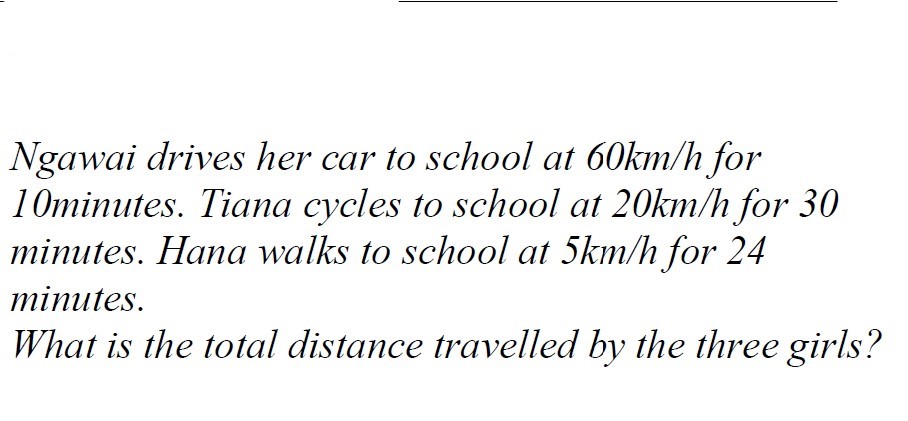 Ngawai drives her car to school at 60km/h for
10minutes. Tiana cycles to school at 20km/h for 30
minutes. Hana walks to school at 5km/h for 24
minutes.
What is the total distance travelled by the three girls?